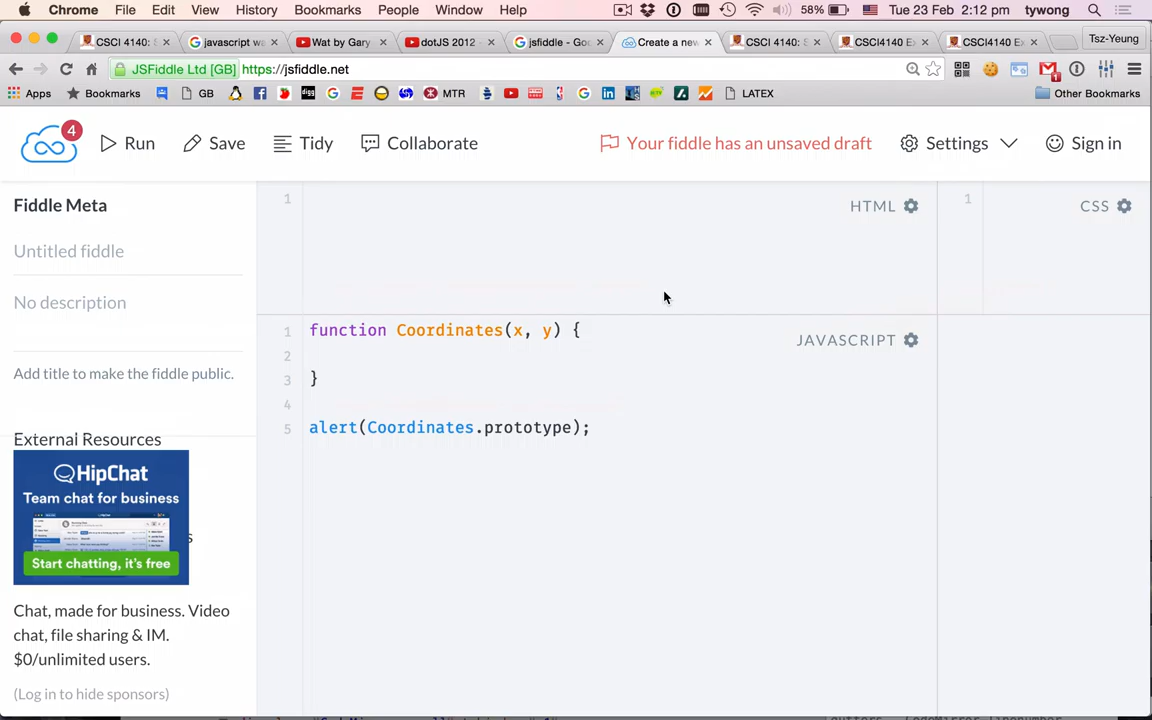 Chrome File Edit View History Bookmarks People Window Help 58% Tue 23 Feb 2:12 pm tywong
CSCI 4140: S javascript wa Wat by Gary dotJS 2012 - jsfiddle - Goo Create a new CSCI 4140: S CSCI4140 Ex CSCI4140 Ex Tsz-Yeung
JSFiddle Ltd [GB] https://jsfiddle.net 1
Apps Bookmarks GB digg MTR LATEX Other Bookmarks
4 Run Save Tidy Collaborate Your fiddle has an unsaved draft Settings Sign in
Fiddle Meta
Untitled fiddle
No description
Add title to make the fiddle public.
External Resources
HipChat
Team chat for business
Start chatting, it's free
s
Chat, made for business. Video
chat, file sharing & IM.
$0/unlimited users.
(Log in to hide sponsors)
1 HTML
1 CSS
JAVASCRIPT
1 function Coordinates(x, y) {
2
3 }
4
5 alert(Coordinates.prototype);